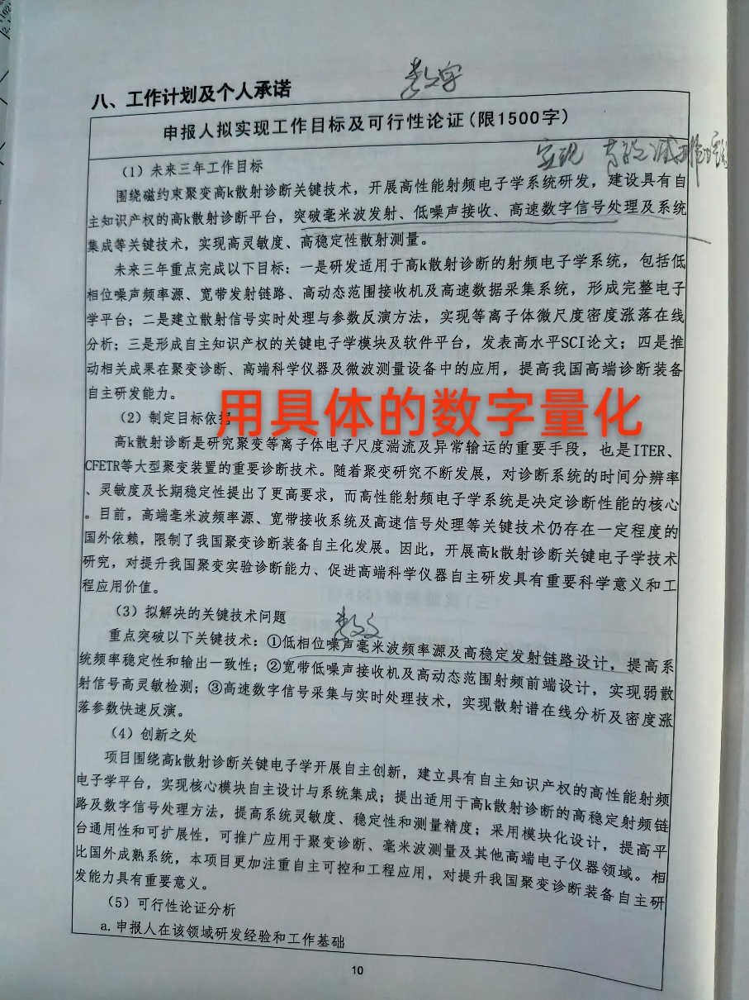 数字
八、工作计划及个人承诺
申报人拟实现工作目标及可行性论证(限1500字)
实现
(1)未来三年工作目标
围绕磁约束聚变高k散射诊断关键技术，开展高性能射频电子学系统研发，建设具有自
主知识产权的高k散射诊断平台，突破毫米波发射、低噪声接收、高速数字信号处理及系统
集成等关键技术，实现高灵敏度、高稳定性散射测量。
未来三年重点完成以下目标：一是研发适用于高k散射诊断的射频电子学系统，包括低
相位噪声频率源、宽带发射链路、高动态范围接收机及高速数据采集系统，形成完整电子
学平台；二是建立散射信号实时处理与参数反演方法，实现等离子体微尺度密度涨落在线
分析；三是形成自主知识产权的关键电子学模块及软件平台，发表高水平SCI论文；四是推
动相关成果在聚变诊断、高端科学仪器及微波测量设备中的应用，提高我国高端诊断装备
自主研发能力。
用具体的数字量化
(2)制定目标依据
高k散射诊断是研究聚变等离子体电子尺度湍流及异常输运的重要手段，也是ITER、
CFETR等大型聚变装置的重要诊断技术。随着聚变研究不断发展，对诊断系统的时间分辨率
、灵敏度及长期稳定性提出了更高要求，而高性能射频电子学系统是决定诊断性能的核心
。目前，高端毫米波频率源、宽带接收系统及高速信号处理等关键技术仍存在一定程度的
国外依赖，限制了我国聚变诊断装备自主化发展。因此，开展高k散射诊断关键电子学技术
研究，对提升我国聚变实验诊断能力、促进高端科学仪器自主研发具有重要科学意义和工
程应用价值。
(3)拟解决的关键技术问题
重点突破以下关键技术：①低相位噪声毫米波频率源及高稳定发射链路设计，提高系
统频率稳定性和输出一致性；②宽带低噪声接收机及高动态范围射频前端设计，实现弱散
射信号高灵敏检测；③高速数字信号采集与实时处理技术，实现散射谱在线分析及密度涨
落参数快速反演。
(4)创新之处
项目围绕高k散射诊断关键电子学开展自主创新，建立具有自主知识产权的高性能射频
电子学平台，实现核心模块自主设计与系统集成；提出适用于高k散射诊断的高稳定射频链
路及数字信号处理方法，提高系统灵敏度、稳定性和测量精度；采用模块化设计，提高平
台通用性和可扩展性，可推广应用于聚变诊断、毫米波测量及其他高端电子仪器领域。相
比国外成熟系统，本项目更加注重自主可控和工程应用，对提升我国聚变诊断装备自主研
发能力具有重要意义。
(5)可行性论证分析
a.申报人在该领域研发经验和工作基础
10